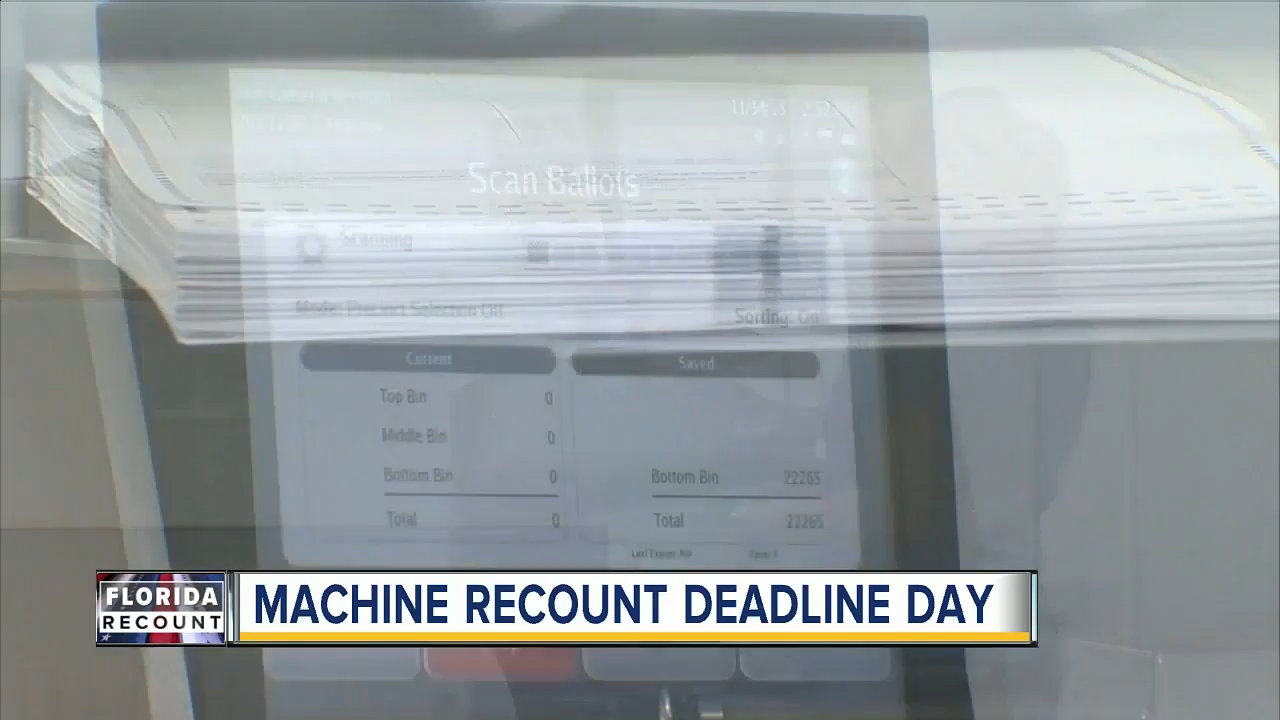 Scan Ballots
Scanning
Mode: Precinct Selection Off
Sorting: On
Current
Saved
Top Bin 0
Middle Bin 0
Bottom Bin 0
Bottom Bin 22265
Total 0
Total 22265
FLORIDA
RECOUNT
MACHINE RECOUNT DEADLINE DAY